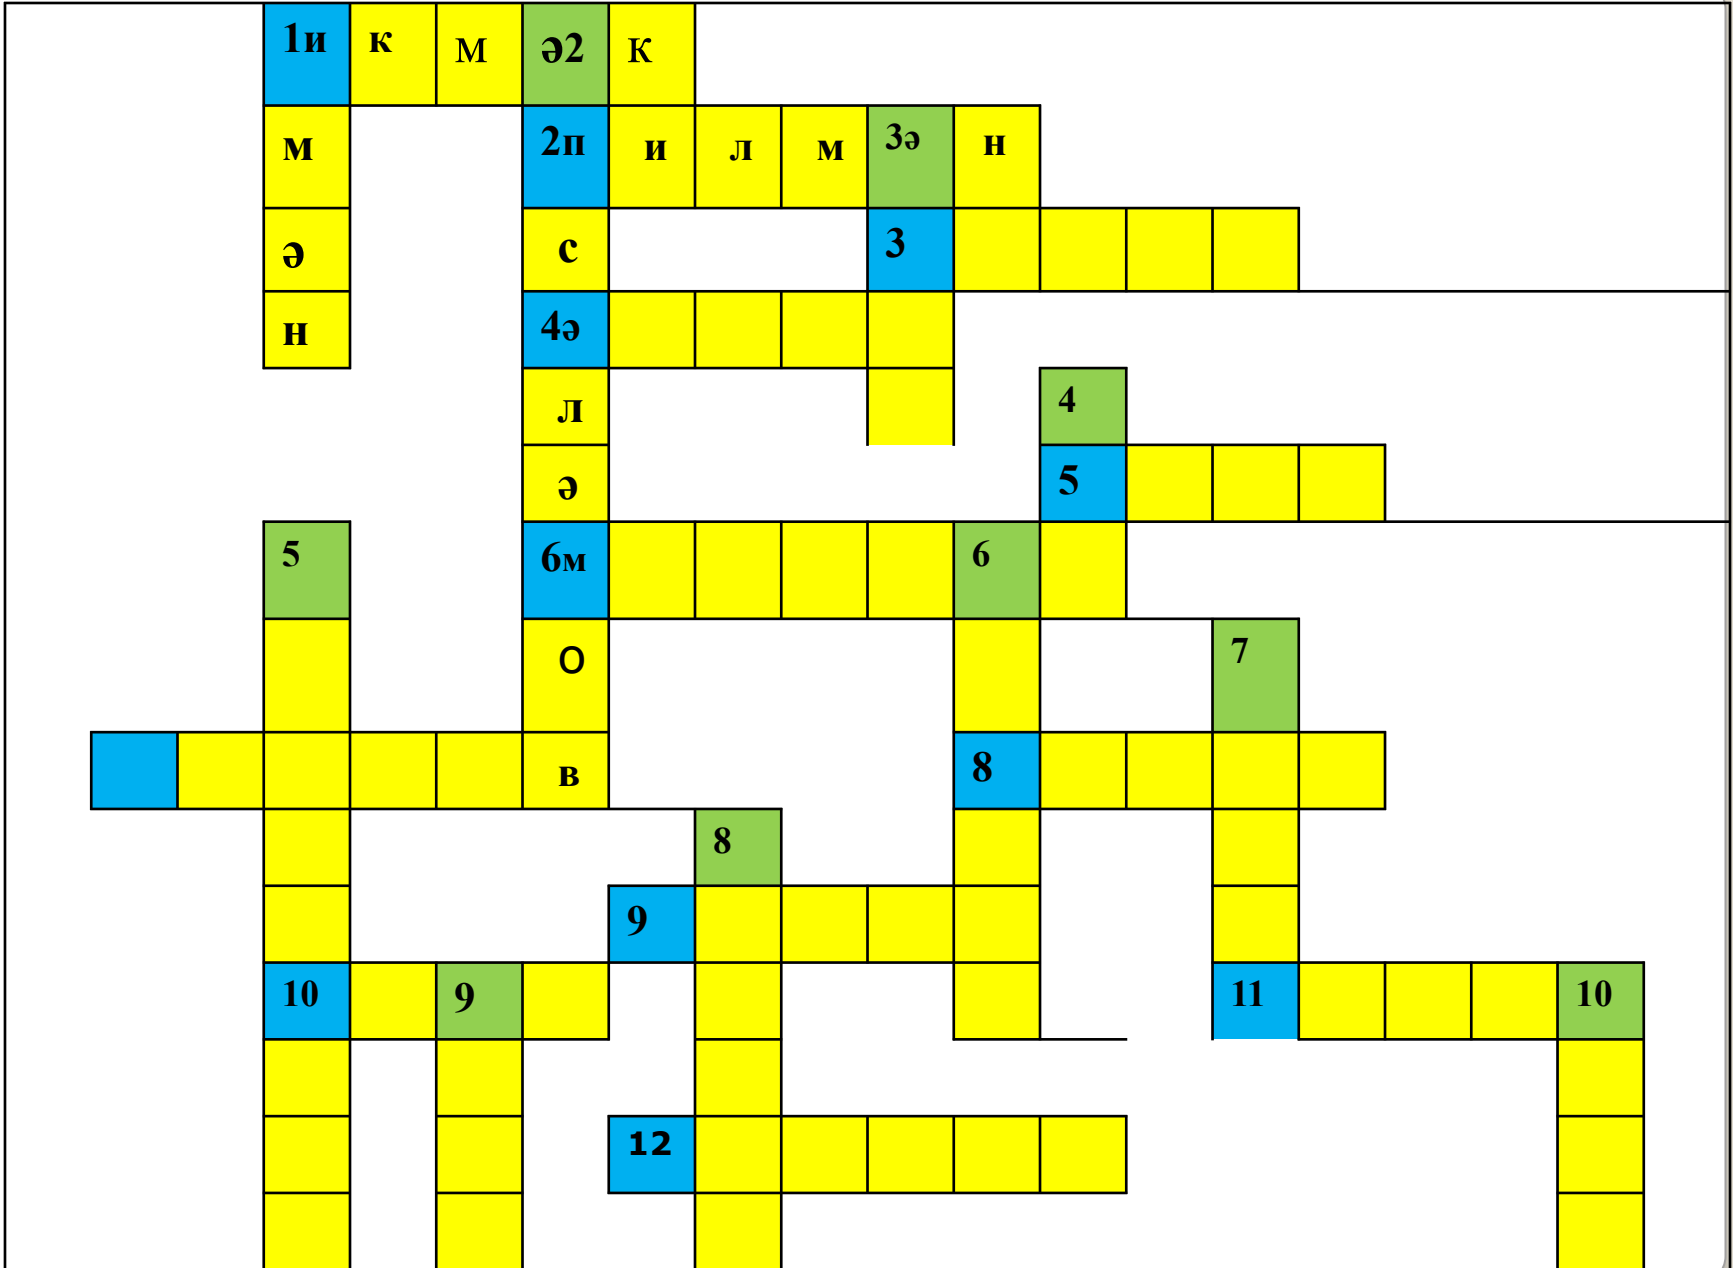 1и к м ә2 к
м 2п и л м 3ә н
ә с 3
н 4ә
л 4
ә 5
5 6м 6
о 7
в 8
8
9
10 9 11 10
12